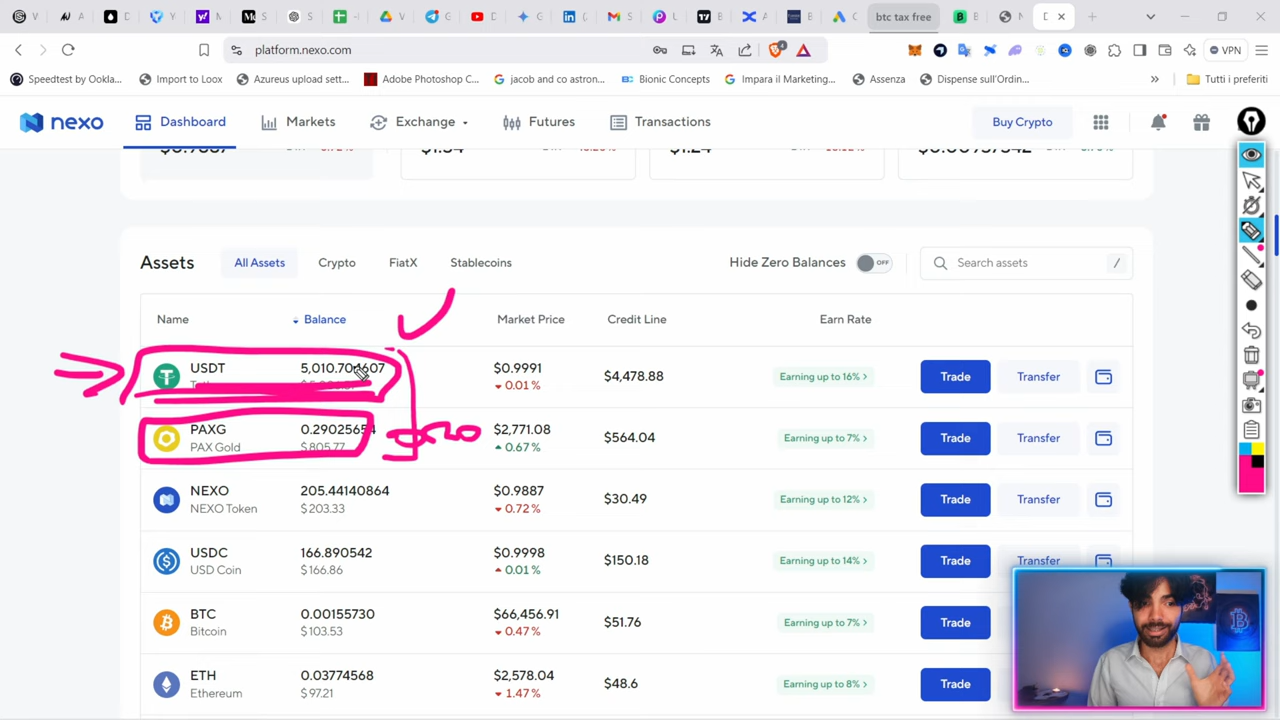 btc tax free
platform.nexo.com
VPN
Speedtest by Ookla...
Import to Loox
Azureus upload sett...
Adobe Photoshop C...
jacob and co astron...
Bionic Concepts
Impara il Marketing...
Assenza
Dispense sull'Ordin...
Tutti i preferiti
nexo
Dashboard
Markets
Exchange
Futures
Transactions
Buy Crypto
Assets
All Assets
Crypto
FiatX
Stablecoins
Hide Zero Balances
OFF
Search assets
/
Name
Balance
Market Price
Credit Line
Earn Rate
USDT
$0.9991
0.01 %
$4,478.88
Earning up to 16% >
Trade
Transfer
PAXG
PAX Gold
$805.77
$2,771.08
0.67 %
$564.04
Earning up to 7% >
Trade
Transfer
NEXO
NEXO Token
205.44140864
$203.33
$0.9887
0.72 %
$30.49
Earning up to 12% >
Trade
Transfer
USDC
USD Coin
166.890542
$166.86
$0.9998
0.01 %
$150.18
Earning up to 14% >
Trade
Transfer
BTC
Bitcoin
0.00155730
$103.53
$66,456.91
0.47 %
$51.76
Earning up to 7% >
Trade
ETH
Ethereum
0.03774568
$97.21
$2,578.04
1.47 %
$48.6
Earning up to 8% >
Trade